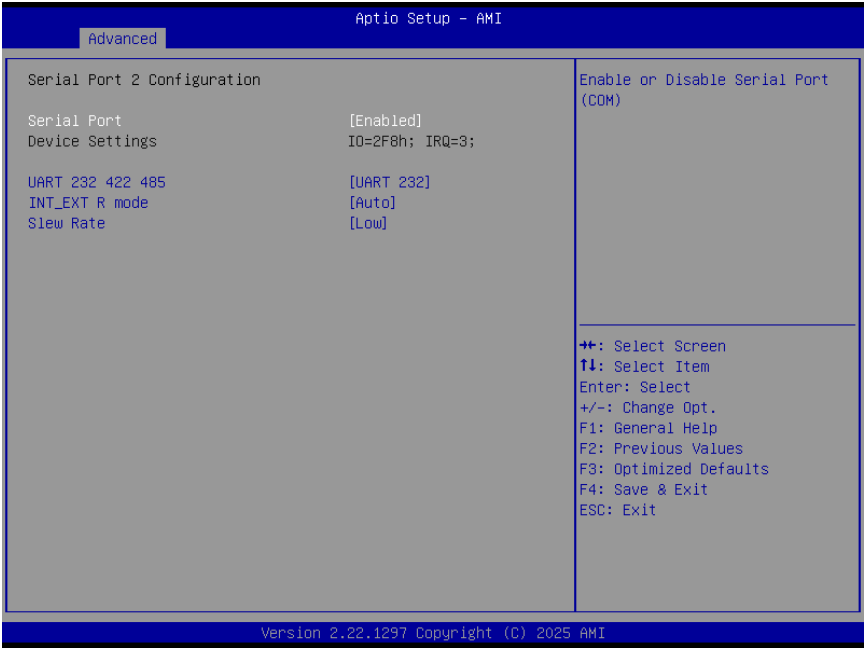 Aptio Setup – AMI
Advanced
Serial Port 2 Configuration
Serial Port [Enabled]
Device Settings IO=2F8h; IRQ=3;
UART 232 422 485 [UART 232]
INT_EXT R mode [Auto]
Slew Rate [Low]
Enable or Disable Serial Port
(COM)
→←: Select Screen
↑↓: Select Item
Enter: Select
+/-: Change Opt.
F1: General Help
F2: Previous Values
F3: Optimized Defaults
F4: Save & Exit
ESC: Exit
Version 2.22.1297 Copyright (C) 2025 AMI